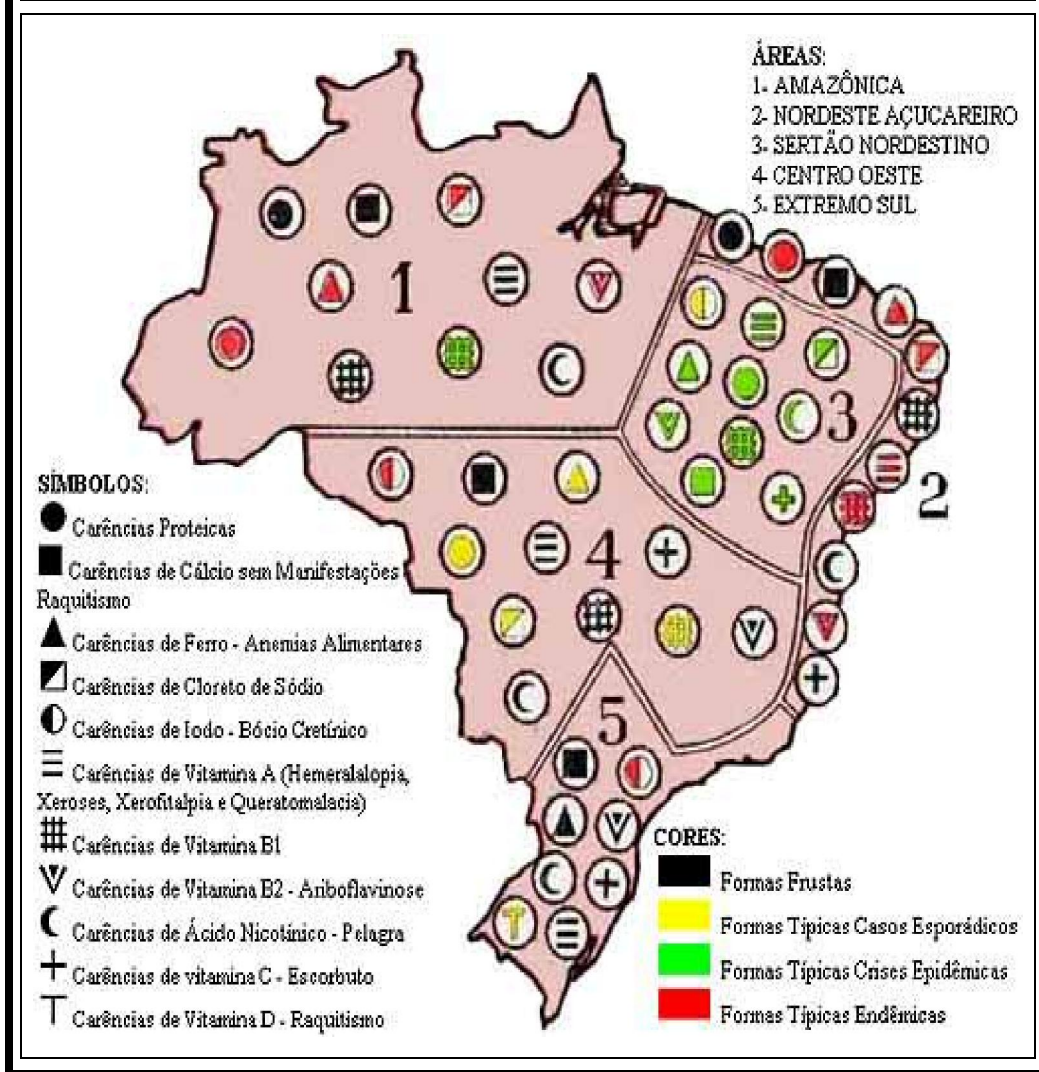 ÁREAS:
1- AMAZÔNICA
2- NORDESTE AÇUCAREIRO
3- SERTÃO NORDESTINO
4 CENTRO OESTE
5- EXTREMO SUL
1
3
2
4
5
SÍMBOLOS:
Carências Proteicas
Carências de Cálcio sem Manifestações
Raquitismo
Carências de Ferro - Anemias Alimentares
Carências de Cloreto de Sódio
Carências de Iodo - Bócio Cretínico
Carências de Vitamina A (Hemeralalopia,
Xeroses, Xerofitalpia e Queratomalacia)
Carências de Vitamina B1
Carências de Vitamina B2 - Ariboflavinose
Carências de Ácido Nicotínico - Pelagra
Carências de vitamina C - Escorbuto
Carências de Vitamina D - Raquitismo
CORES:
Formas Frustas
Formas Típicas Casos Esporádicos
Formas Típicas Crises Epidêmicas
Formas Típicas Endêmicas